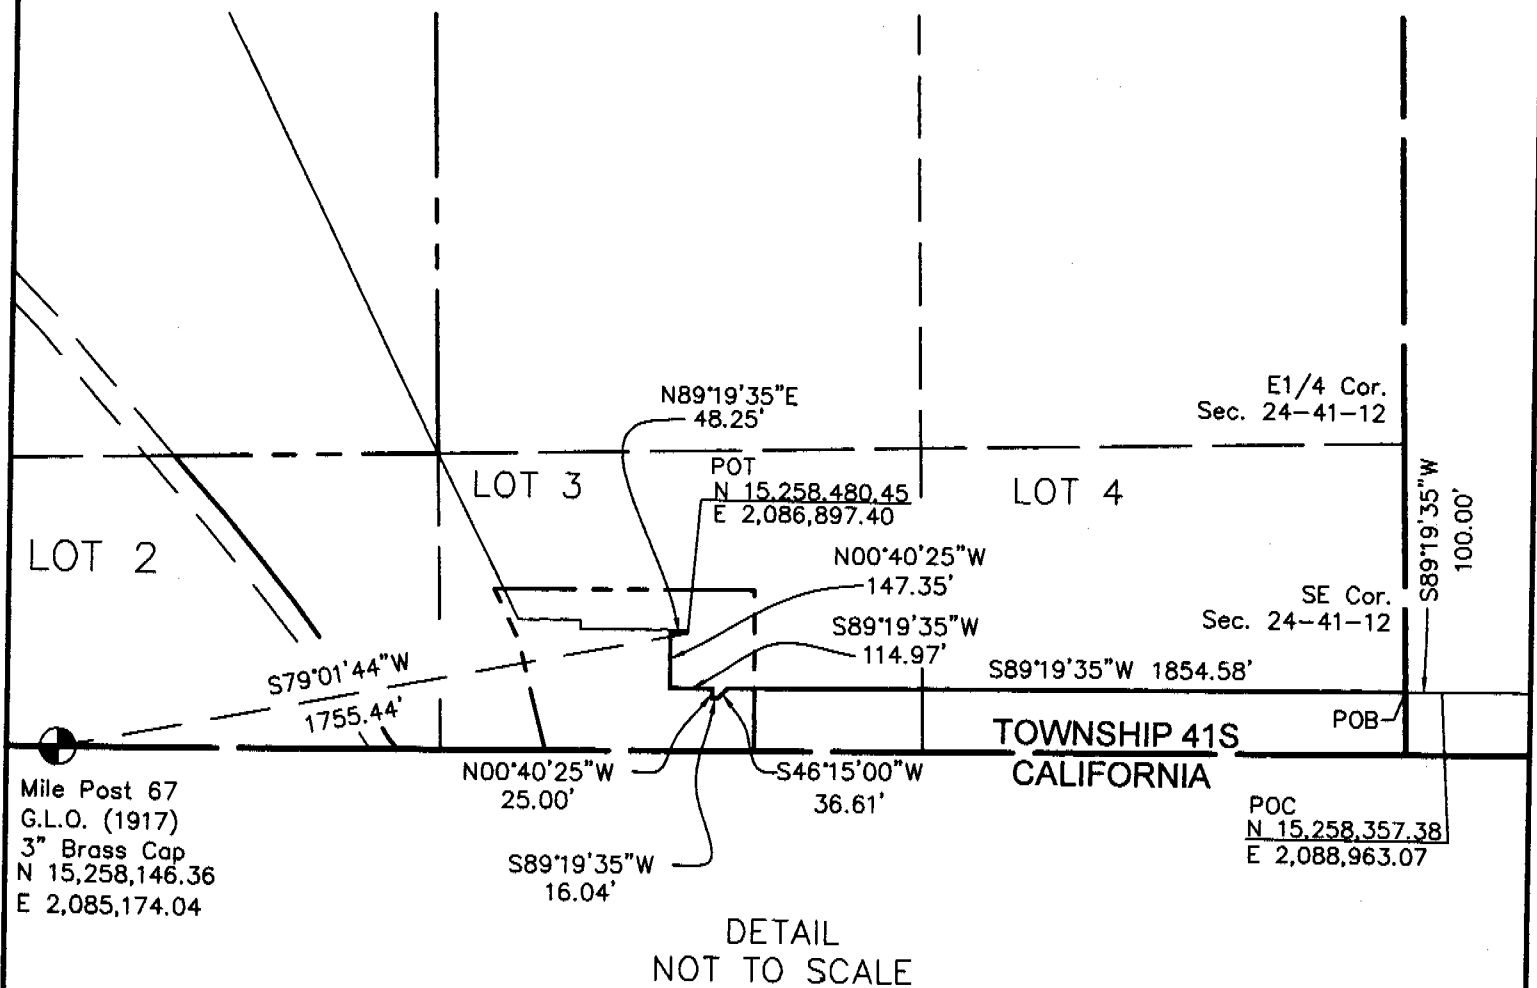 E1/4 Cor.
Sec. 24-41-12
N89°19'35"E
48.25'
POT
N 15,258,480.45
E 2,086,897.40
LOT 3
LOT 4
S89°19'35"W
100.00'
LOT 2
N00°40'25"W
147.35'
SE Cor.
Sec. 24-41-12
S89°19'35"W
114.97'
S89°19'35"W 1854.58'
S79°01'44"W
1755.44'
POB
TOWNSHIP 41S
CALIFORNIA
N00°40'25"W
25.00'
S46°15'00"W
36.61'
Mile Post 67
G.L.O. (1917)
3" Brass Cap
N 15,258,146.36
E 2,085,174.04
POC
N 15,258,357.38
E 2,088,963.07
S89°19'35"W
16.04'
DETAIL
NOT TO SCALE